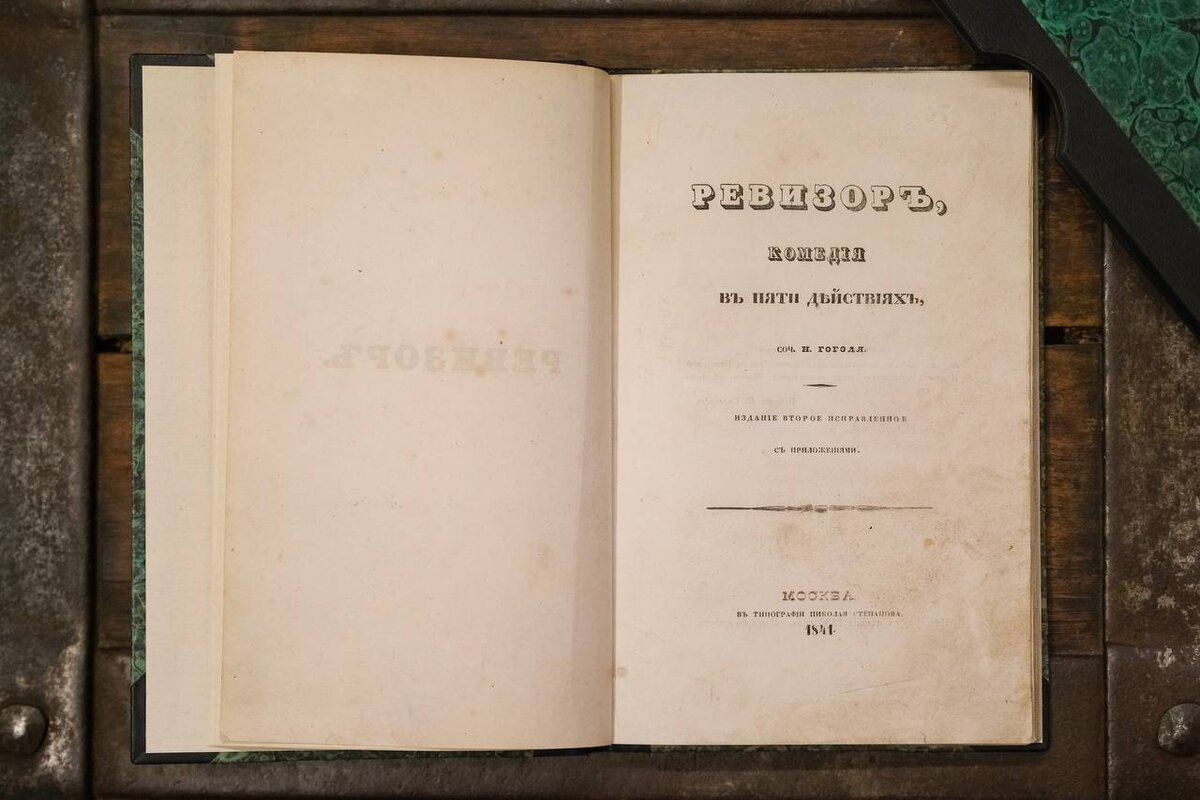 РЕВИЗОРЪ,
КОМЕДІЯ
ВЪ ПЯТИ ДѢЙСТВІЯХЪ,
СОЧ. Н. ГОГОЛЯ.
ИЗДАНІЕ ВТОРОЕ ИСПРАВЛЕННОЕ
СЪ ПРИЛОЖЕНІЯМИ.
МОСКВА
ВЪ ТИПОГРАФІИ НИКОЛАЯ СТЕПАНОВА.
1841.